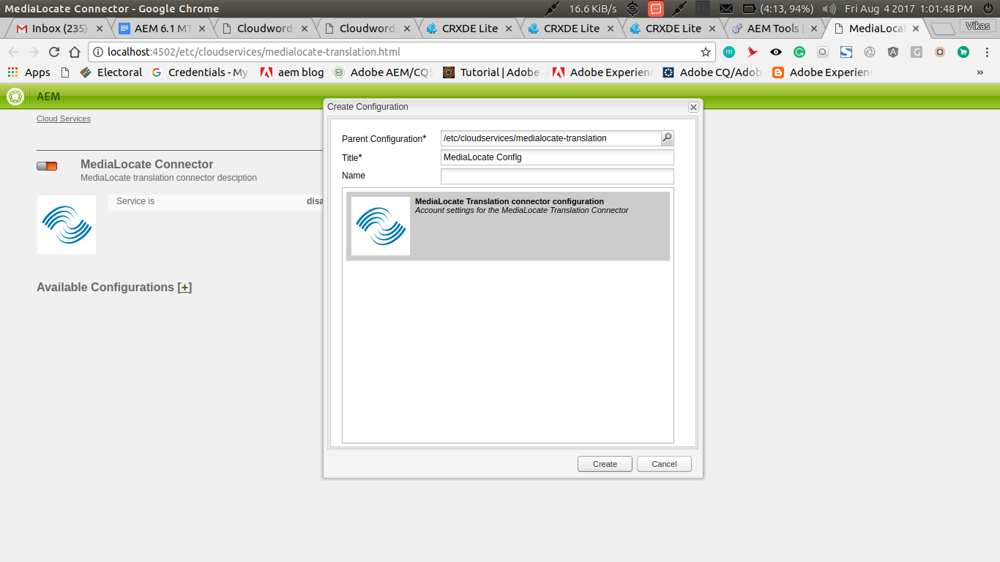 MediaLocate Connector - Google Chrome
16.6 KiB/s
(4:13, 94%)
Fri Aug 4 2017 1:01:48 PM
Inbox (235)
AEM 6.1 MT
Cloudword
Cloudword
CRXDE Lite
CRXDE Lite
CRXDE Lite
AEM Tools |
MediaLocat
Vikas
localhost:4502/etc/cloudservices/medialocate-translation.html
Apps
Electoral
Credentials - My
aem blog
Adobe AEM/CQ5
Tutorial | Adobe
Adobe Experien
Adobe CQ/Adob
Adobe Experien
»
AEM
Cloud Services
MediaLocate Connector
MediaLocate translation connector desciption
Service is
disa
Available Configurations [+]
Create Configuration
Parent Configuration*
/etc/cloudservices/medialocate-translation
Title*
MediaLocate Config
Name
MediaLocate Translation connector configuration
Account settings for the MediaLocate Translation Connector
Create
Cancel